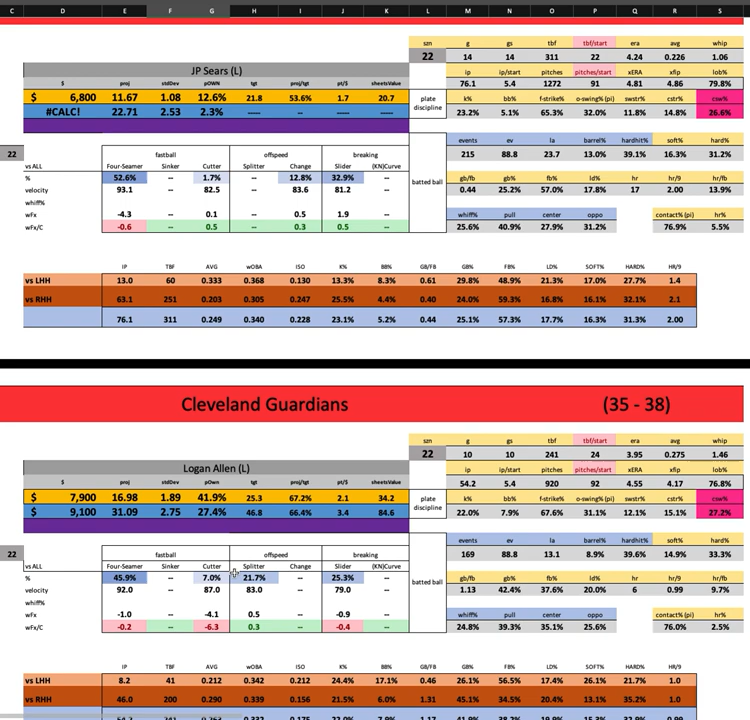 C D E F G H I J K L M N O P Q R S
szn g gs tbf tbf/start era avg whip
22 14 14 311 22 4.24 0.226 1.06
JP Sears (L) ip ip/start pitches pitches/start xERA xfip lob%
76.1 5.4 1272 91 4.81 4.86 79.8%
$ proj stdDev pOWN tgt proj/tgt pt/$ sheetsValue
$ 6,800 11.67 1.08 12.6% 21.8 53.6% 1.7 20.7
plate discipline k% bb% f-strike% o-swing% (pi) swstr% cstr% csw%
#CALC! 22.71 2.53 2.3% ----- ----- -- -----
23.2% 5.1% 65.3% 32.0% 11.8% 14.8% 26.6%
events ev la barrel% hardhit% soft% hard%
22 fastball offspeed breaking 215 88.8 23.7 13.0% 39.1% 16.3% 31.2%
vs ALL Four-Seamer Sinker Cutter Splitter Change Slider (KN)Curve
% 52.6% -- 1.7% -- 12.8% 32.9% --
batted ball gb/fb gb% fb% ld% hr hr/9 hr/fb
velocity 93.1 82.5 83.6 81.2 0.44 25.2% 57.0% 17.8% 17 2.00 13.9%
whiff%
wFx -4.3 0.1 0.5 1.9 whiff% pull center oppo contact% (pi) hr%
wFx/C -0.6 -- 0.5 -- 0.3 0.5 -- 25.6% 40.9% 27.9% 31.2% 76.9% 5.5%
IP TBF AVG wOBA ISO K% BB% GB/FB GB% FB% LD% SOFT% HARD% HR/9
vs LHH 13.0 60 0.333 0.368 0.130 13.3% 8.3% 0.61 29.8% 48.9% 21.3% 17.0% 27.7% 1.4
vs RHH 63.1 251 0.203 0.305 0.247 25.5% 4.4% 0.40 24.0% 59.3% 16.8% 16.1% 32.1% 2.1
76.1 311 0.249 0.340 0.228 23.1% 5.2% 0.44 25.1% 57.3% 17.7% 16.3% 31.3% 2.00
Cleveland Guardians (35 - 38)
szn g gs tbf tbf/start era avg whip
22 10 10 241 24 3.95 0.275 1.46
Logan Allen (L) ip ip/start pitches pitches/start xERA xfip lob%
54.2 5.4 920 92 4.55 4.17 76.8%
$ proj stdDev pOwn tgt proj/tgt pt/$ sheetsValue
$ 7,900 16.98 1.89 41.9% 25.3 67.2% 2.1 34.2
plate discipline k% bb% f-strike% o-swing% (pi) swstr% cstr% csw%
$ 9,100 31.09 2.75 27.4% 46.8 66.4% 3.4 84.6
22.0% 7.9% 67.6% 31.1% 12.1% 15.1% 27.2%
events ev la barrel% hardhit% soft% hard%
22 fastball offspeed breaking 169 88.8 13.1 8.9% 39.6% 14.9% 33.3%
vs ALL Four-Seamer Sinker Cutter Splitter Change Slider (KN)Curve
% 45.9% -- 7.0% 21.7% -- 25.3% --
batted ball gb/fb gb% fb% ld% hr hr/9 hr/fb
velocity 92.0 87.0 83.0 79.0 1.13 42.4% 37.6% 20.0% 6 0.99 9.7%
whiff%
wFx -1.0 -4.1 0.5 -0.9 whiff% pull center oppo contact% (pi) hr%
wFx/C -0.2 -- -6.3 0.3 -- -0.4 -- 24.8% 39.3% 35.1% 25.6% 76.0% 2.5%
IP TBF AVG wOBA ISO K% BB% GB/FB GB% FB% LD% SOFT% HARD% HR/9
vs LHH 8.2 41 0.212 0.342 0.212 24.4% 17.1% 0.46 26.1% 56.5% 17.4% 26.1% 21.7% 1.0
vs RHH 46.0 200 0.290 0.339 0.156 21.5% 6.0% 1.31 45.1% 34.5% 20.4% 13.1% 35.2% 1.0